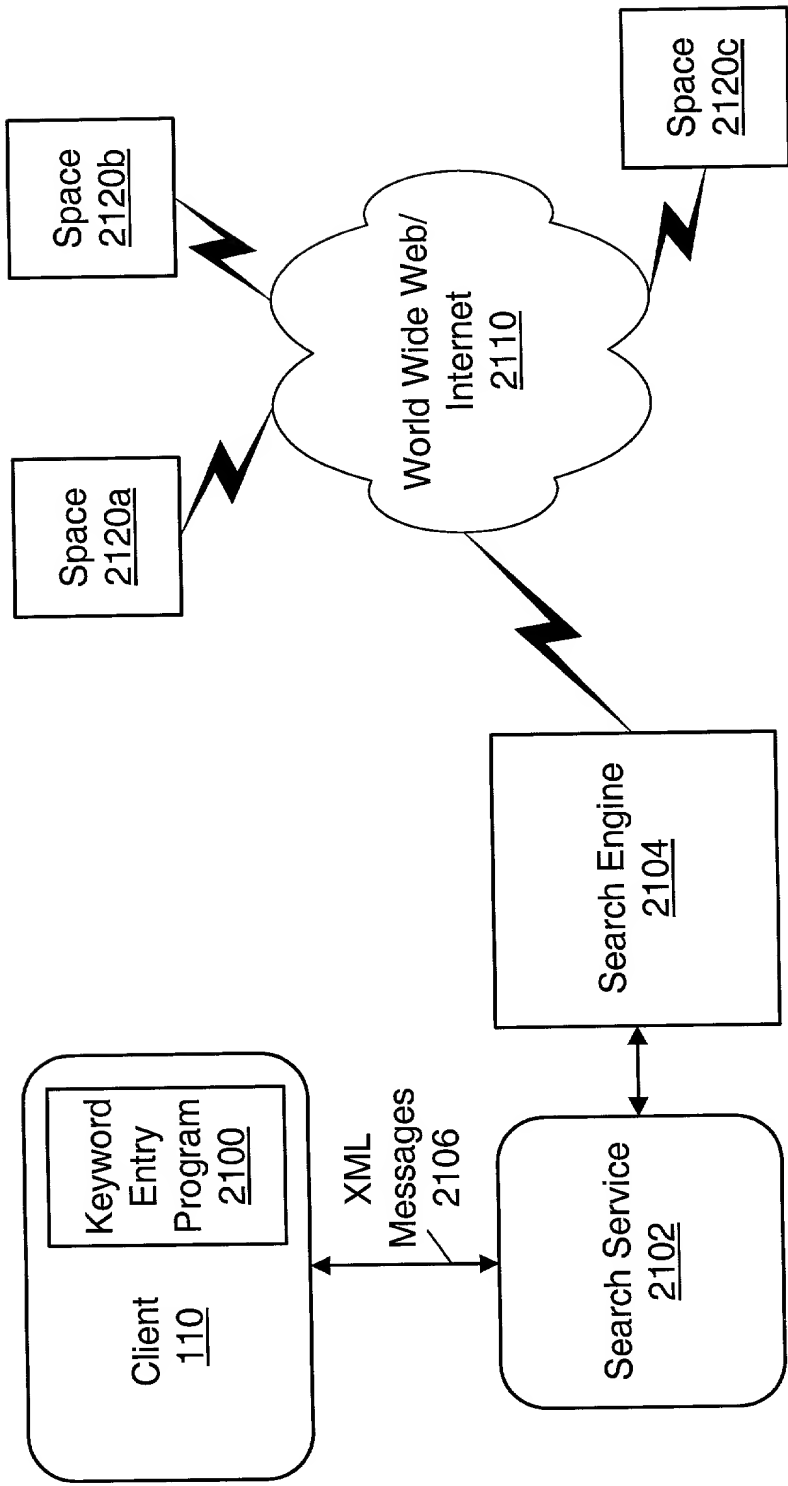 Client
110
Keyword
Entry
Program
2100
XML
Messages
2106
Search Service
2102
Search Engine
2104
World Wide Web/
Internet
2110
Space
2120a
Space
2120b
Space
2120c